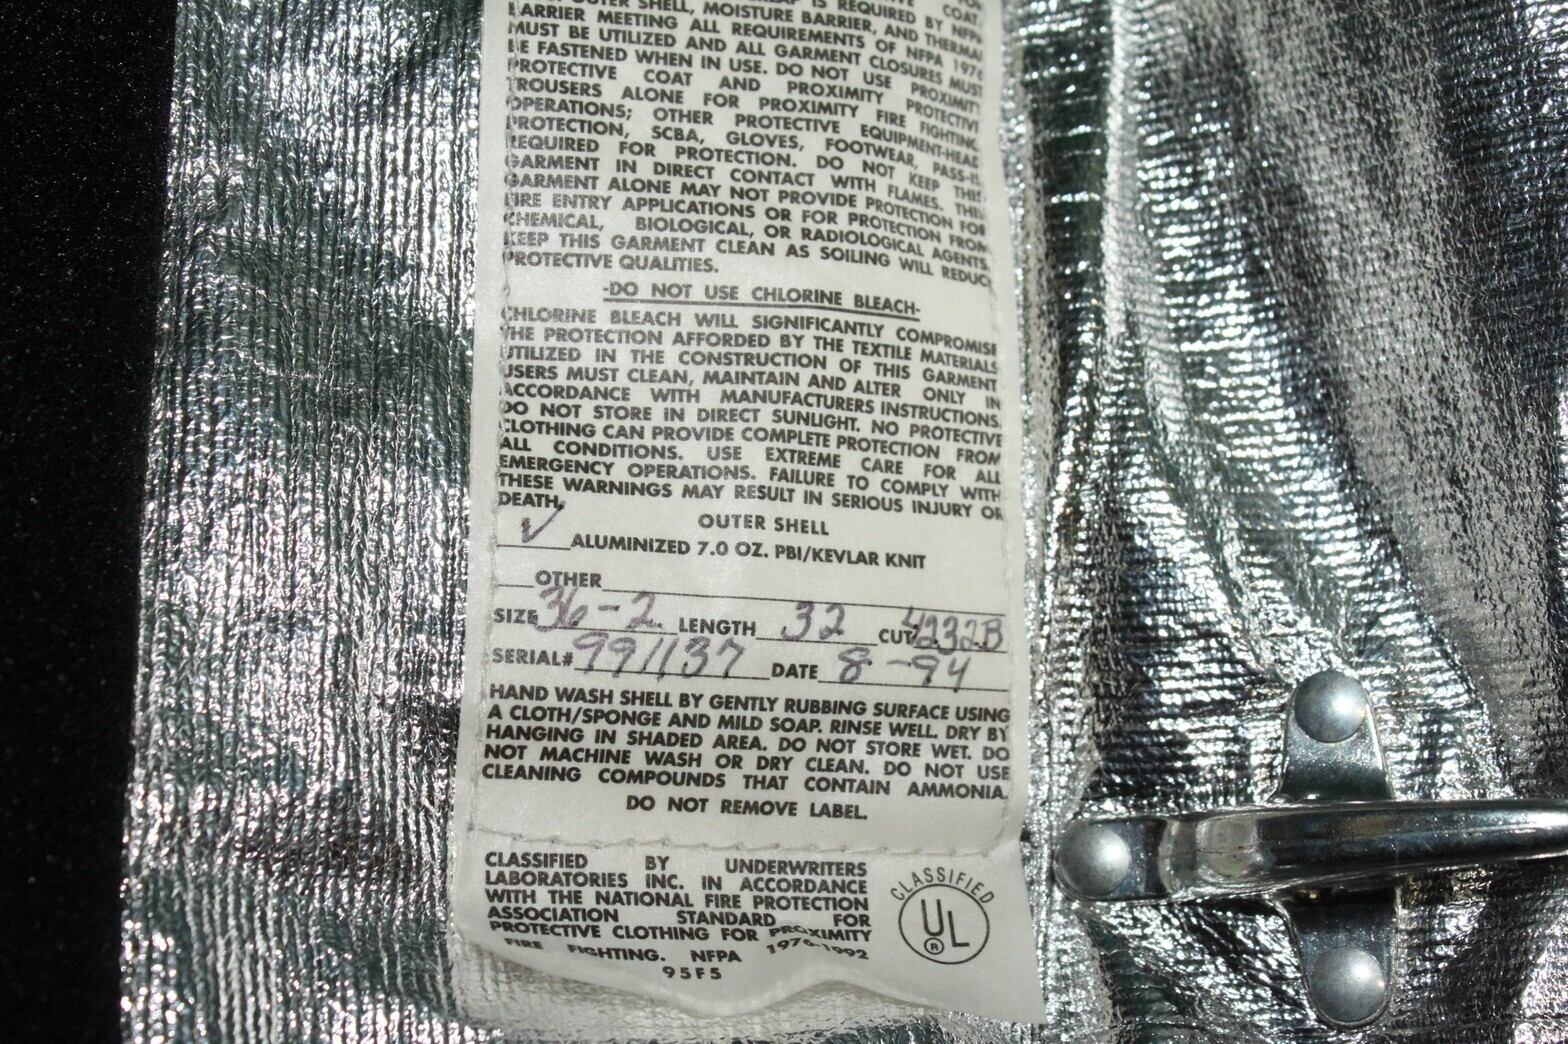 COAT,
OUTER SHELL, MOISTURE BARRIER, AND THERMAL
BARRIER MEETING ALL REQUIREMENTS OF NFPA 1976
MUST BE UTILIZED AND ALL GARMENT CLOSURES MUST
BE FASTENED WHEN IN USE. DO NOT USE PROXIMITY
PROTECTIVE COAT AND PROXIMITY PROTECTIVE
TROUSERS ALONE FOR PROXIMITY FIRE FIGHTING
OPERATIONS; OTHER PROTECTIVE EQUIPMENT-HEAD
PROTECTION, SCBA, GLOVES, FOOTWEAR, PASS-IS
REQUIRED FOR PROTECTION. DO NOT KEEP THIS
GARMENT IN DIRECT CONTACT WITH FLAMES. THIS
GARMENT ALONE MAY NOT PROVIDE PROTECTION FOR
FIRE ENTRY APPLICATIONS OR FOR PROTECTION FROM
CHEMICAL, BIOLOGICAL, OR RADIOLOGICAL AGENTS.
KEEP THIS GARMENT CLEAN AS SOILING WILL REDUC
PROTECTIVE QUALITIES.
-DO NOT USE CHLORINE BLEACH-
CHLORINE BLEACH WILL SIGNIFICANTLY COMPROMISE
THE PROTECTION AFFORDED BY THE TEXTILE MATERIALS
UTILIZED IN THE CONSTRUCTION OF THIS GARMENT
USERS MUST CLEAN, MAINTAIN AND ALTER ONLY IN
ACCORDANCE WITH MANUFACTURERS INSTRUCTIONS.
DO NOT STORE IN DIRECT SUNLIGHT. NO PROTECTIVE
CLOTHING CAN PROVIDE COMPLETE PROTECTION FROM
ALL CONDITIONS. USE EXTREME CARE FOR ALL
EMERGENCY OPERATIONS. FAILURE TO COMPLY WITH
THESE WARNINGS MAY RESULT IN SERIOUS INJURY OR
DEATH.
OUTER SHELL
✓ ALUMINIZED 7.0 OZ. PBI/KEVLAR KNIT
OTHER
SIZE 36-2 LENGTH 32 CUT 4232B
SERIAL# 991137 DATE 8-94
HAND WASH SHELL BY GENTLY RUBBING SURFACE USING
A CLOTH/SPONGE AND MILD SOAP. RINSE WELL. DRY BY
HANGING IN SHADED AREA. DO NOT STORE WET. DO
NOT MACHINE WASH OR DRY CLEAN. DO NOT USE
CLEANING COMPOUNDS THAT CONTAIN AMMONIA.
DO NOT REMOVE LABEL.
CLASSIFIED BY UNDERWRITERS
LABORATORIES INC. IN ACCORDANCE
WITH THE NATIONAL FIRE PROTECTION
ASSOCIATION STANDARD FOR
PROTECTIVE CLOTHING FOR PROXIMITY
FIRE FIGHTING. NFPA 1976-1992
95F5
CLASSIFIED
UL®